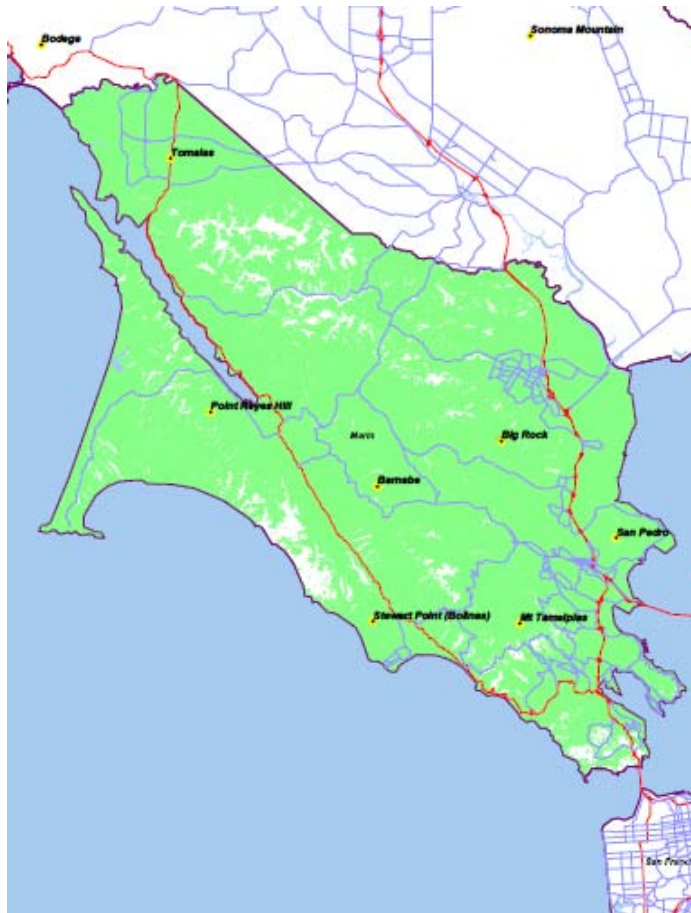 Bodega
Sonoma Mountain
Tomales
Point Reyes Hill
Marin
Big Rock
Barnabe
San Pedro
Stewart Point (Bolinas)
Mt Tamalpias
San Franci